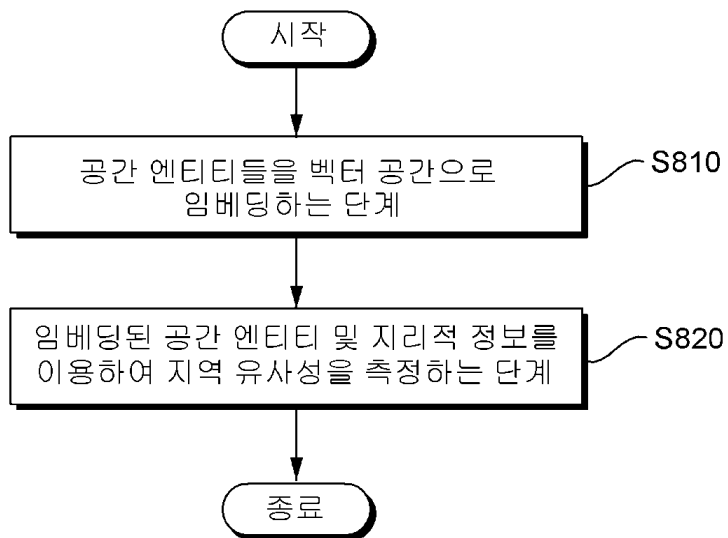 시작
공간 엔티티들을 벡터 공간으로
임베딩하는 단계
S810
임베딩된 공간 엔티티 및 지리적 정보를
이용하여 지역 유사성을 측정하는 단계
S820
종료